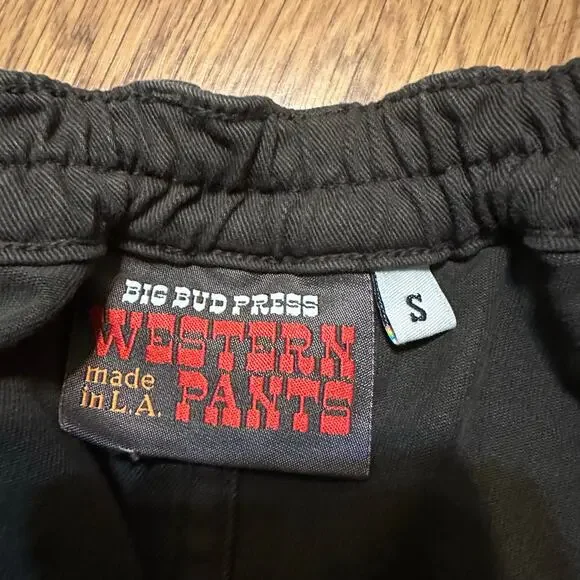 BIG BUD PRESS
WESTERN
made
in L.A.
PANTS
S